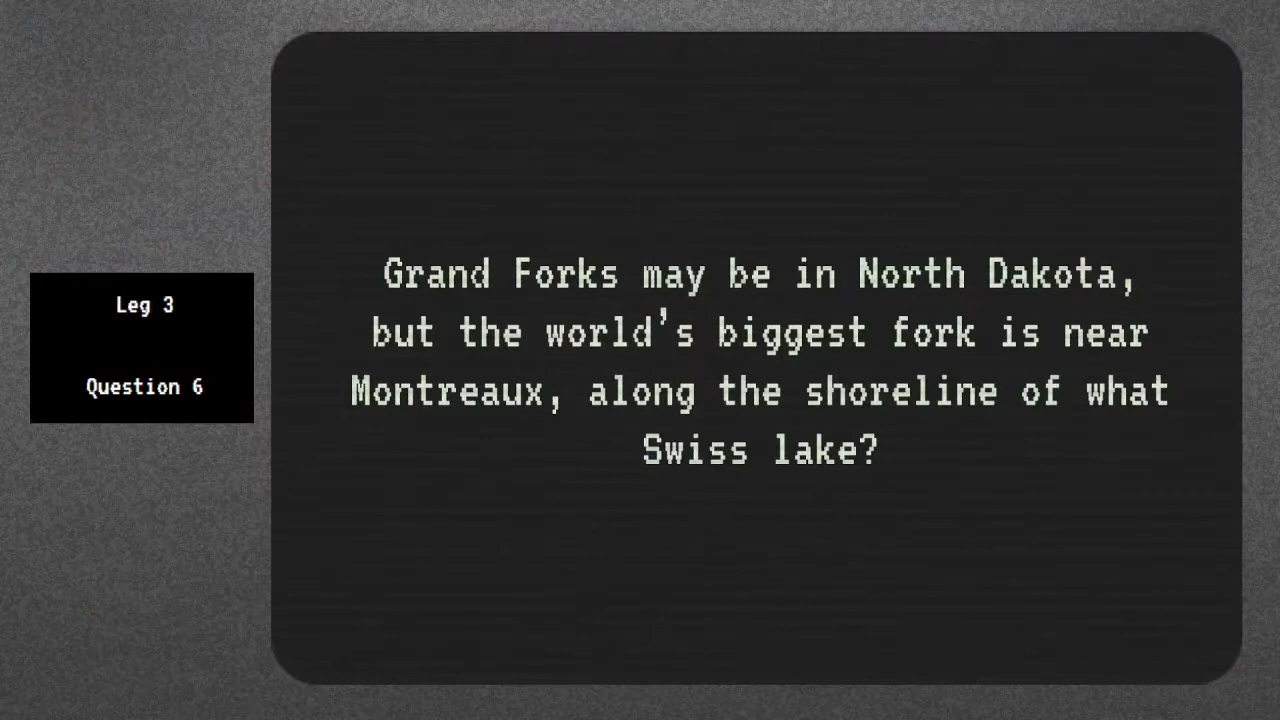 Leg 3
Question 6
Grand Forks may be in North Dakota,
but the world's biggest fork is near
Montreaux, along the shoreline of what
Swiss lake?